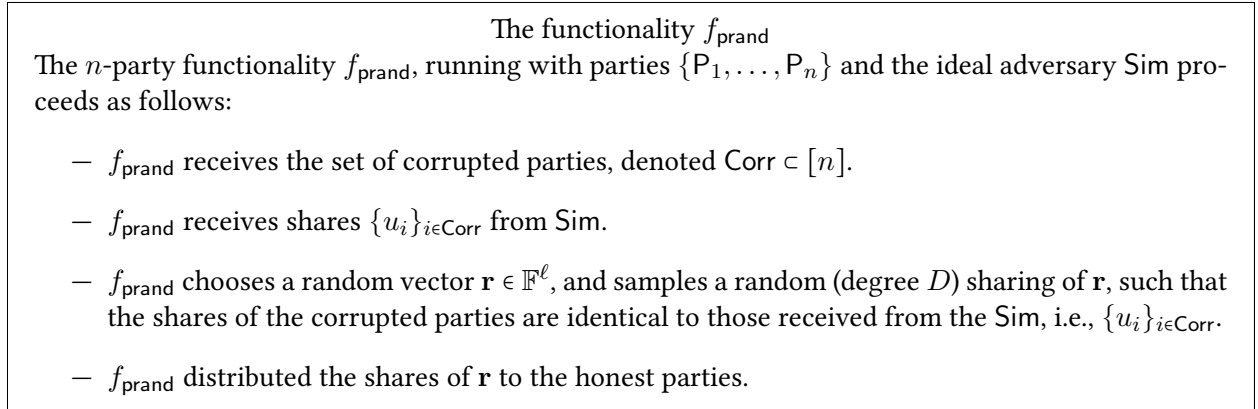 The functionality f_prand
The n-party functionality f_prand, running with parties {P_1, . . . , P_n} and the ideal adversary Sim pro-
ceeds as follows:
– f_prand receives the set of corrupted parties, denoted Corr ⊂ [n].
– f_prand receives shares {u_i}_{i∈Corr} from Sim.
– f_prand chooses a random vector r ∈ 𝔽^ℓ, and samples a random (degree D) sharing of r, such that
the shares of the corrupted parties are identical to those received from the Sim, i.e., {u_i}_{i∈Corr}.
– f_prand distributed the shares of r to the honest parties.